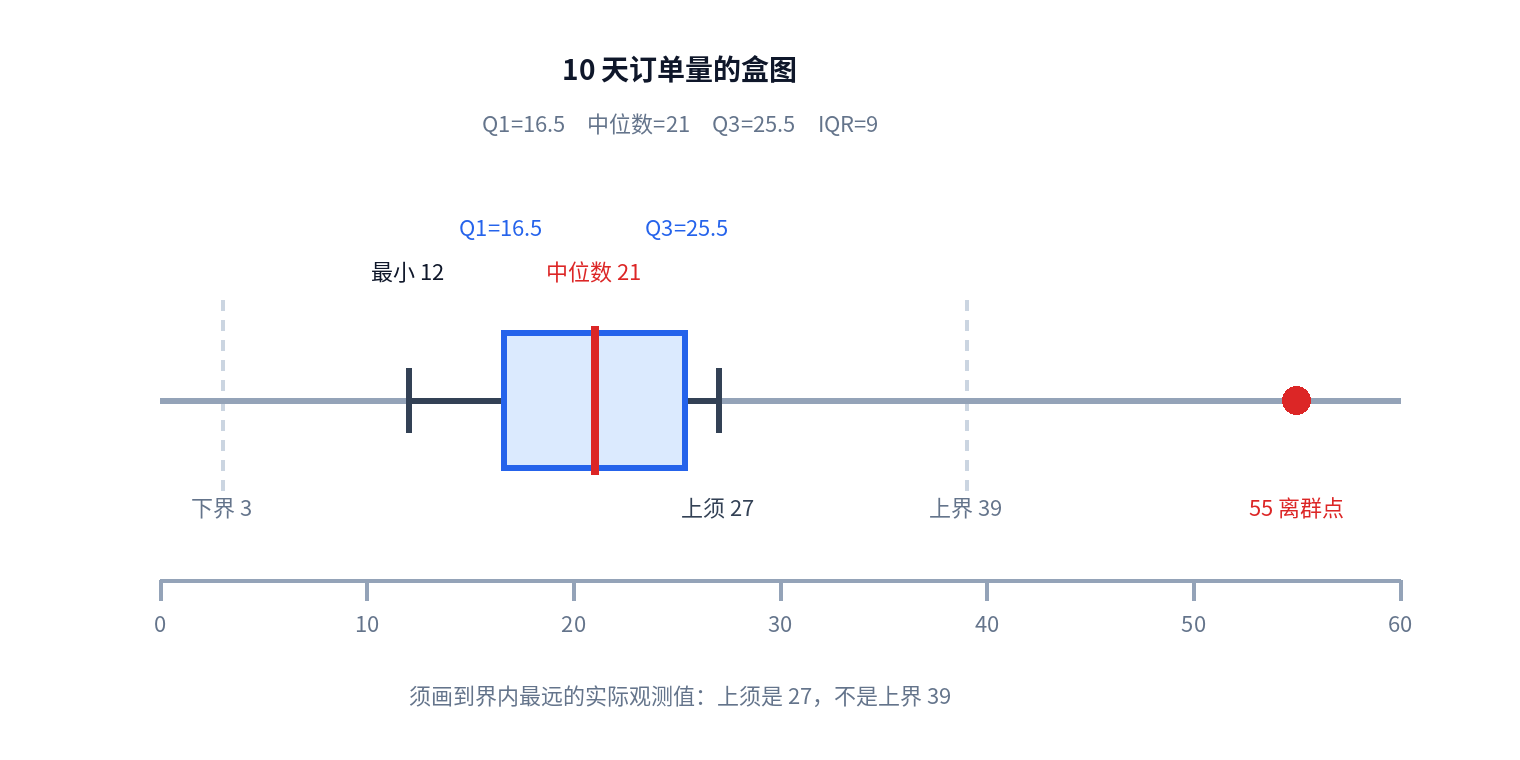 10 天订单量的盒图
Q1=16.5 中位数=21 Q3=25.5 IQR=9
Q1=16.5 Q3=25.5
最小 12 中位数 21
下界 3 上须 27 上界 39 55 离群点
0 10 20 30 40 50 60
须画到界内最远的实际观测值：上须是 27，不是上界 39